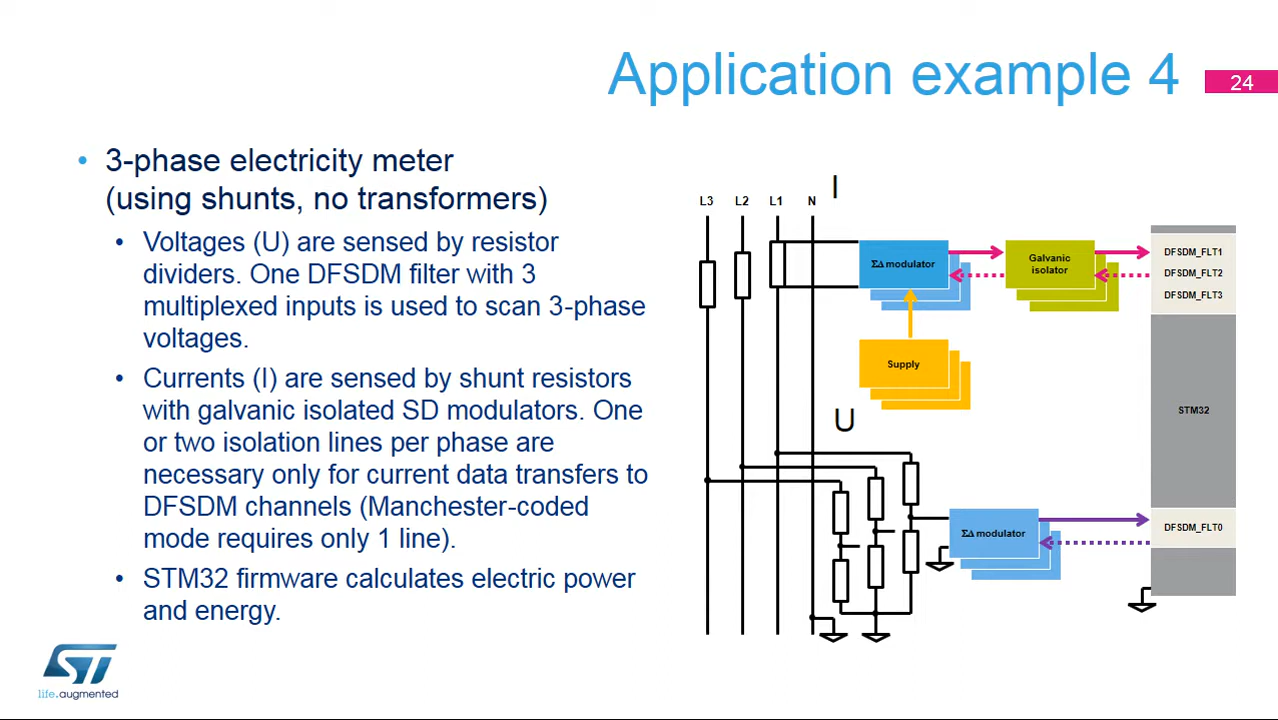 Application example 4
24
• 3-phase electricity meter
(using shunts, no transformers)
• Voltages (U) are sensed by resistor
dividers. One DFSDM filter with 3
multiplexed inputs is used to scan 3-phase
voltages.
• Currents (I) are sensed by shunt resistors
with galvanic isolated SD modulators. One
or two isolation lines per phase are
necessary only for current data transfers to
DFSDM channels (Manchester-coded
mode requires only 1 line).
• STM32 firmware calculates electric power
and energy.
I
L3 L2 L1 N
ΣΔ modulator
Galvanic
isolator
DFSDM_FLT1
DFSDM_FLT2
DFSDM_FLT3
Supply
STM32
U
ΣΔ modulator
DFSDM_FLT0
ST
life.augmented